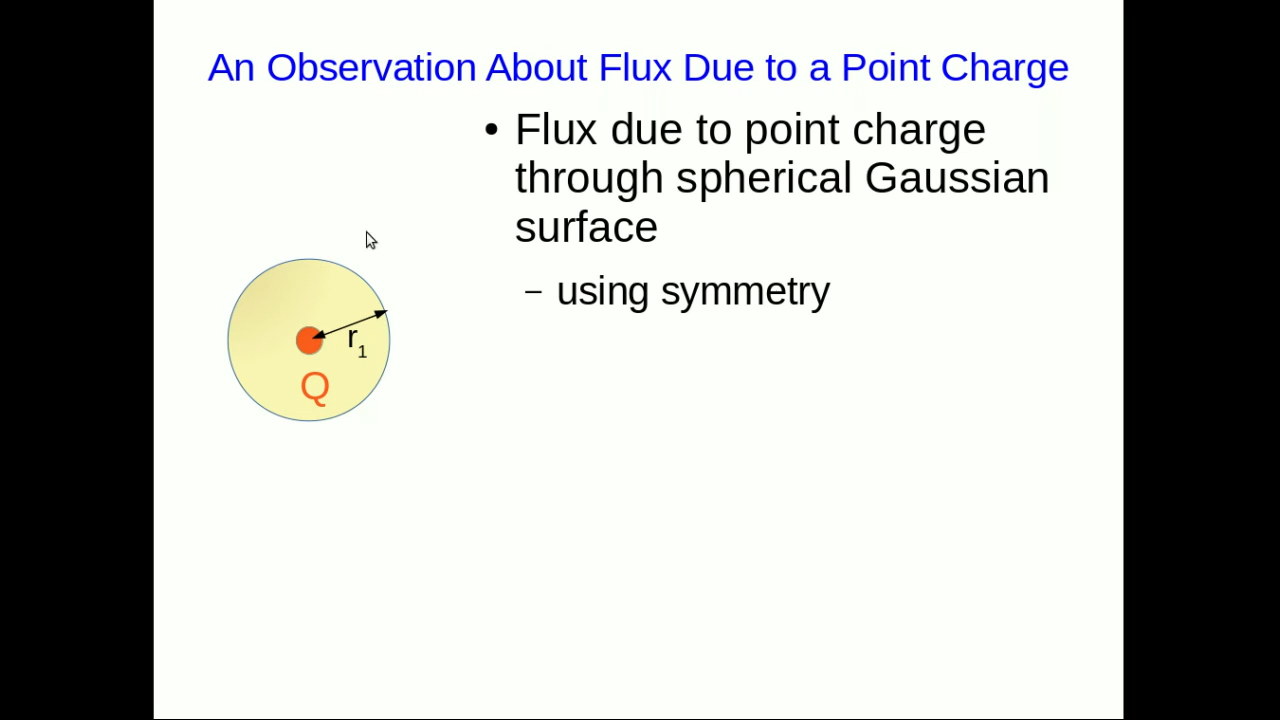 An Observation About Flux Due to a Point Charge
• Flux due to point charge
through spherical Gaussian
surface
– using symmetry
r₁
Q